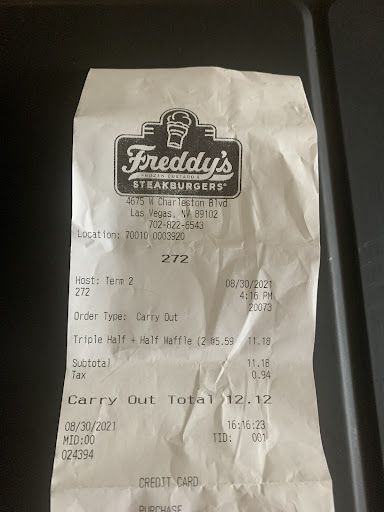 Freddy's
FROZEN CUSTARD &
STEAKBURGERS
4675 W Charleston Blvd
Las Vegas, NV 89102
702-822-6543
Location: 70010 0003920
272
Host: Term 2 08/30/2021
272 4:16 PM
20073
Order Type: Carry Out
Triple Half + Half Waffle (2 @5.59 11.18
Subtotal 11.18
Tax 0.94
Carry Out Total 12.12
08/30/2021 16:16:23
MID:00 TID: 001
024394
CREDIT CARD
PURCHASE